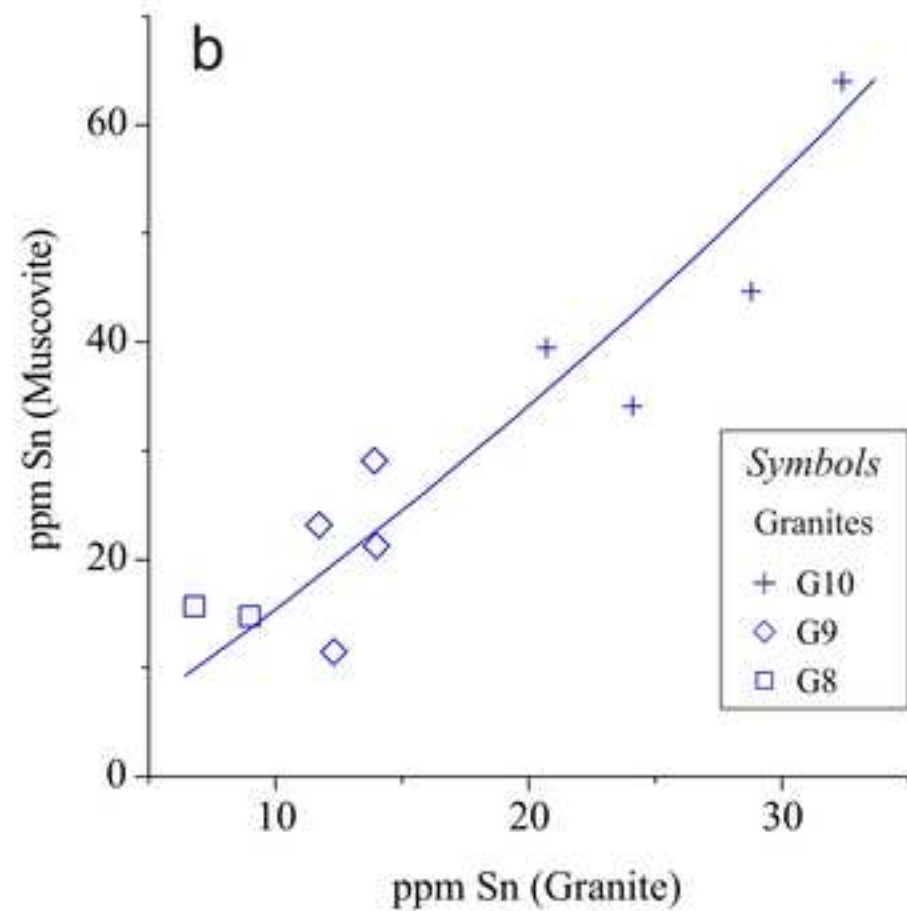 b
60
40
20
0
ppm Sn (Muscovite)
10 20 30
ppm Sn (Granite)
Symbols
Granites
G10
G9
G8